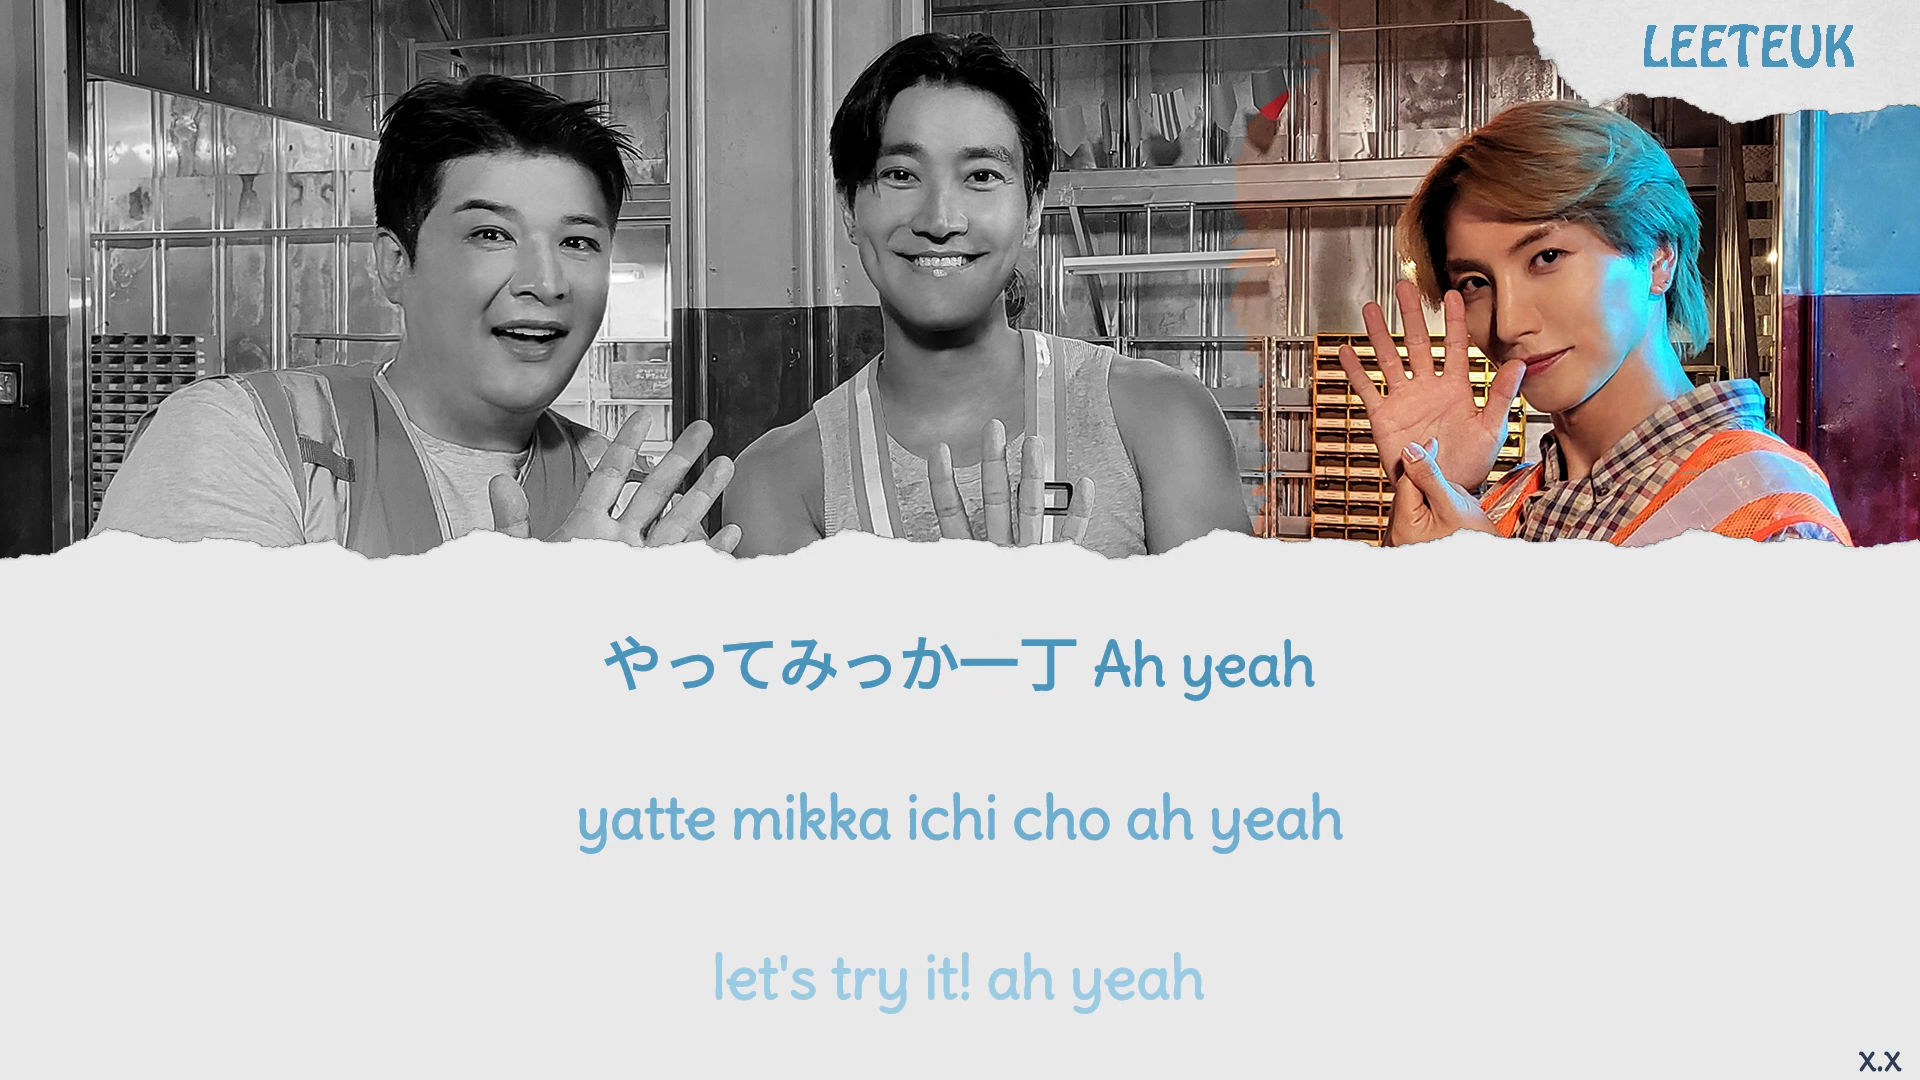 LEETEUK
やってみっか一丁 Ah yeah
yatte mikka ichi cho ah yeah
let's try it! ah yeah
x.x